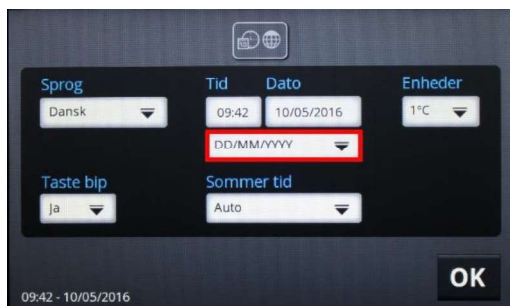 Sprog
Tid Dato
Enheder
Dansk
09:42
10/05/2016
1°C
DD/MM/YYYY
Taste bip
Sommer tid
Ja
Auto
OK
09:42 - 10/05/2016